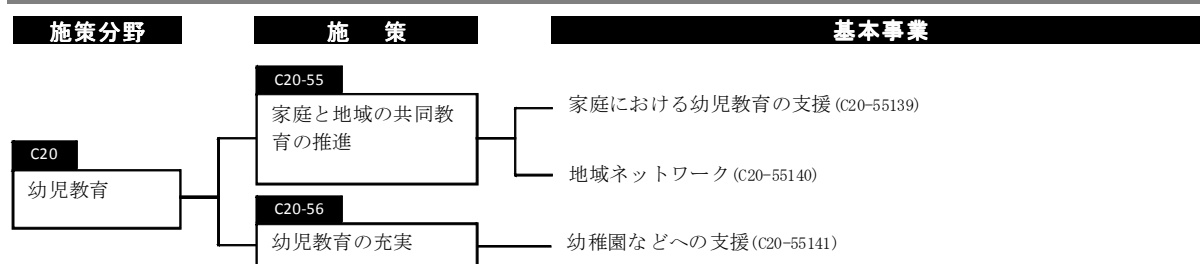 施策分野
施 策
基本事業
C20-55
家庭と地域の共同教
育の推進
家庭における幼児教育の支援(C20-55139)
C20
幼児教育
地域ネットワーク(C20-55140)
C20-56
幼児教育の充実
幼稚園などへの支援(C20-55141)